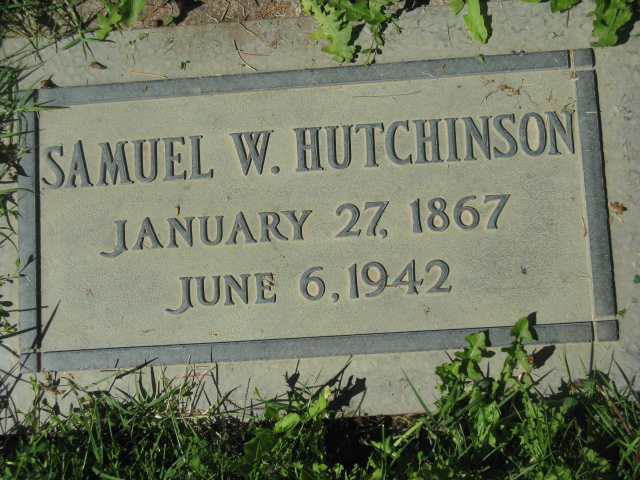 SAMUEL W. HUTCHINSON
JANUARY 27, 1867
JUNE 6, 1942